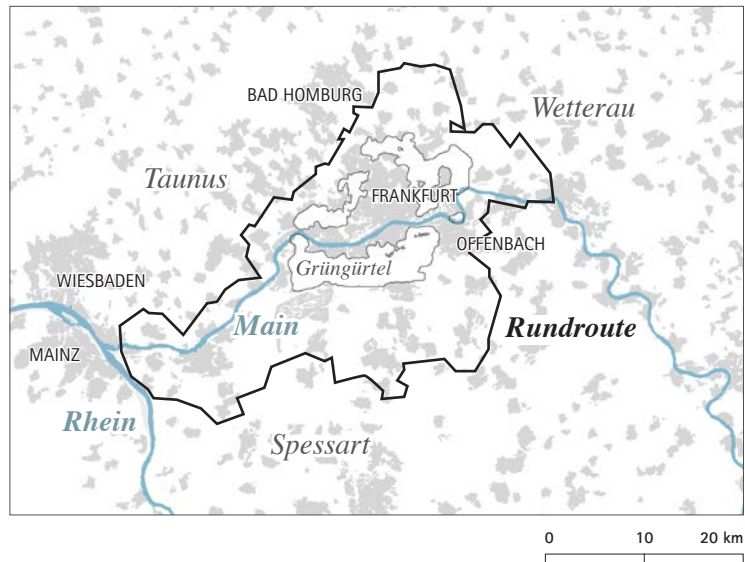 BAD HOMBURG
Wetterau
Taunus
FRANKFURT
OFFENBACH
Grüngürtel
WIESBADEN
Main
Rundroute
MAINZ
Rhein
Spessart
0 10 20 km